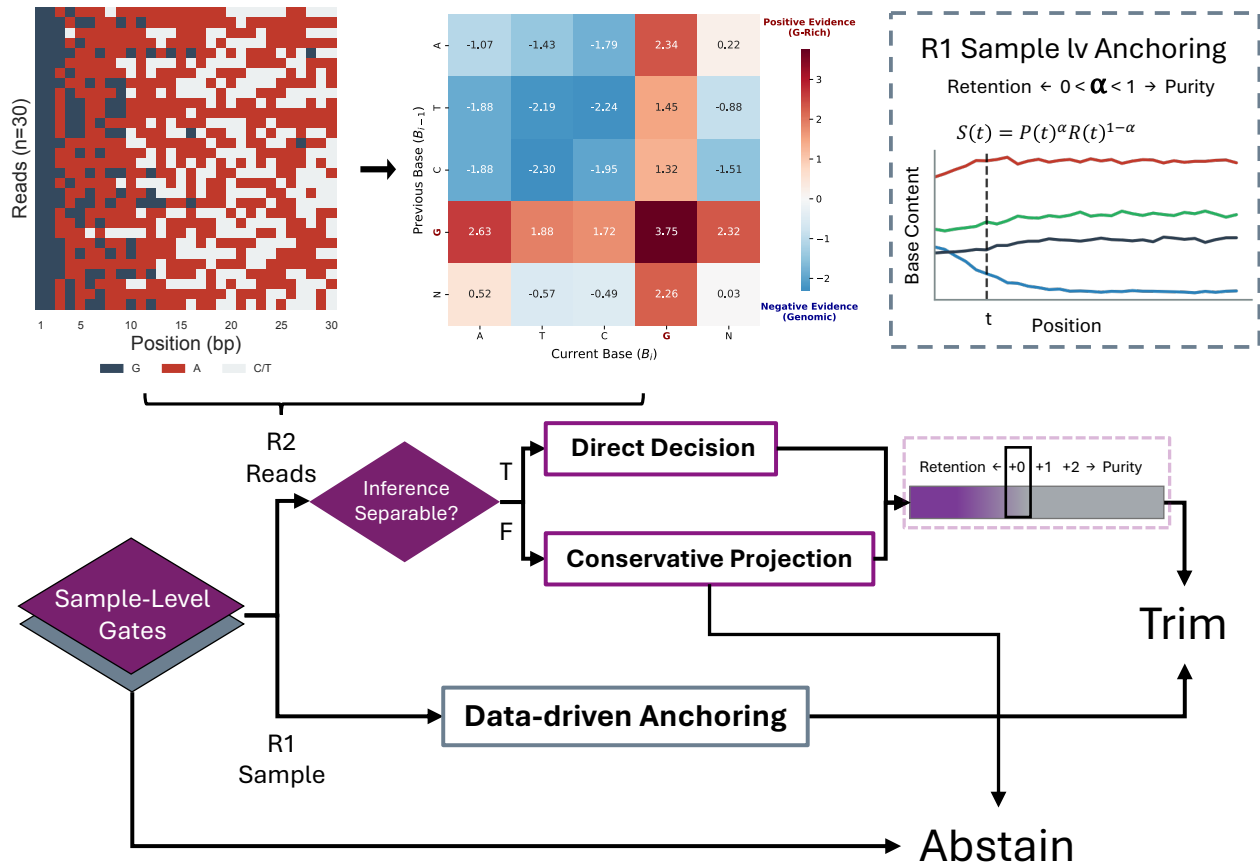 Reads (n=30)
1 5 10 15 20 25 30
Position (bp)
G A C/T
Previous Base (Bᵢ₋₁)
A -1.07 -1.43 -1.79 2.34 0.22
T -1.88 -2.19 -2.24 1.45 -0.88
C -1.88 -2.30 -1.95 1.32 -1.51
G 2.63 1.88 1.72 3.75 2.32
N 0.52 -0.57 -0.49 2.26 0.03
A T C G N
Current Base (Bᵢ)
Positive Evidence
(G-Rich)
3
2
1
0
−1
−2
Negative Evidence
(Genomic)
R1 Sample lv Anchoring
Retention ← 0 < α < 1 → Purity
S(t) = P(t)^α R(t)^{1−α}
Base Content
t
Position
R2
Reads
Inference
Separable?
T
F
Direct Decision
Conservative Projection
Retention ← +0 +1 +2 → Purity
Sample-Level
Gates
Trim
Data-driven Anchoring
R1
Sample
Abstain